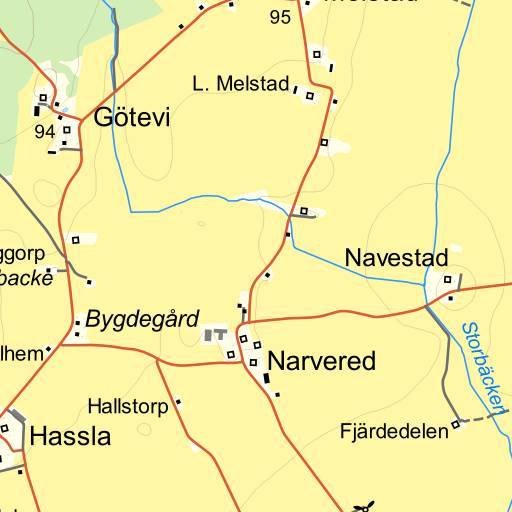 95
L. Melstad
Götevi
94
Navestad
Bygdegård
Storbäcken
Narvered
Hallstorp
Fjärdedelen
Hassla